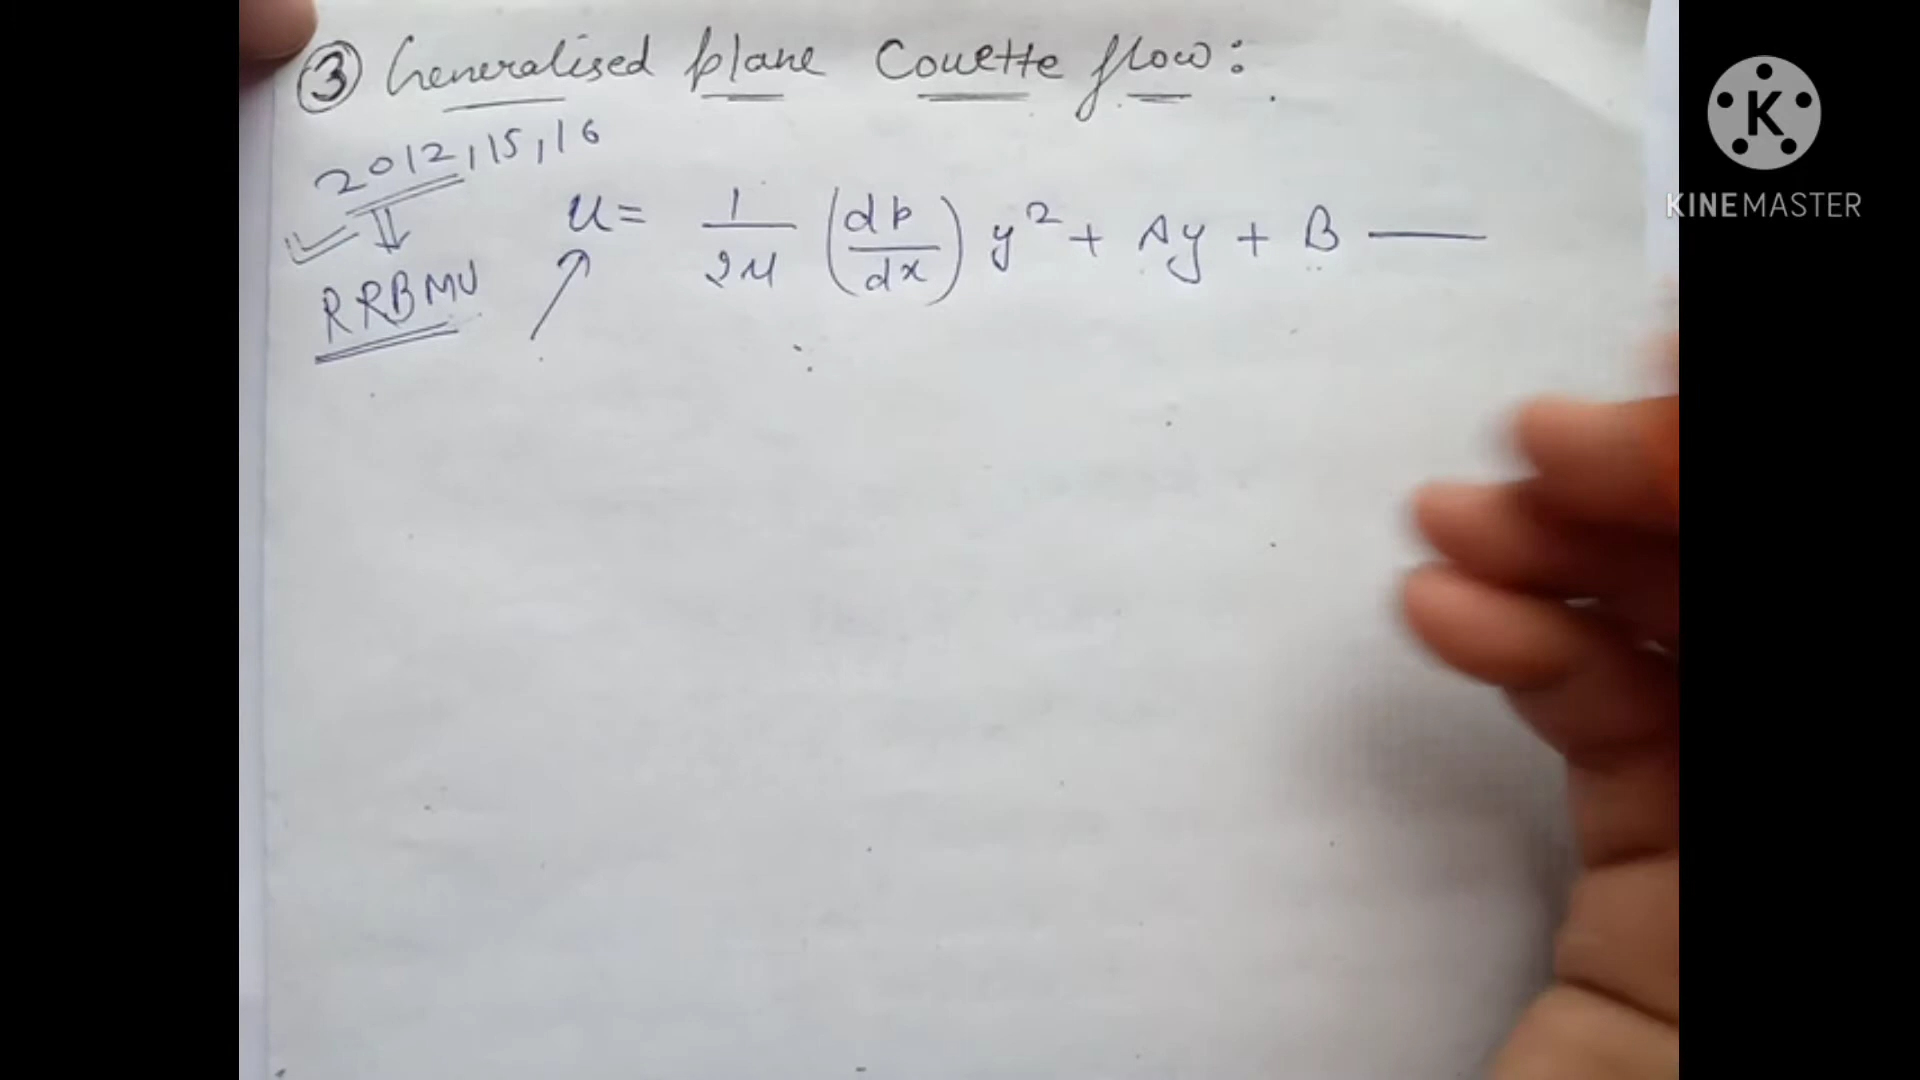 ③ Generalised plane Couette flow:
2012, 15, 16
RRBMU
u = 1/2μ (dp/dx) y² + Ay + B —
K
KINEMASTER